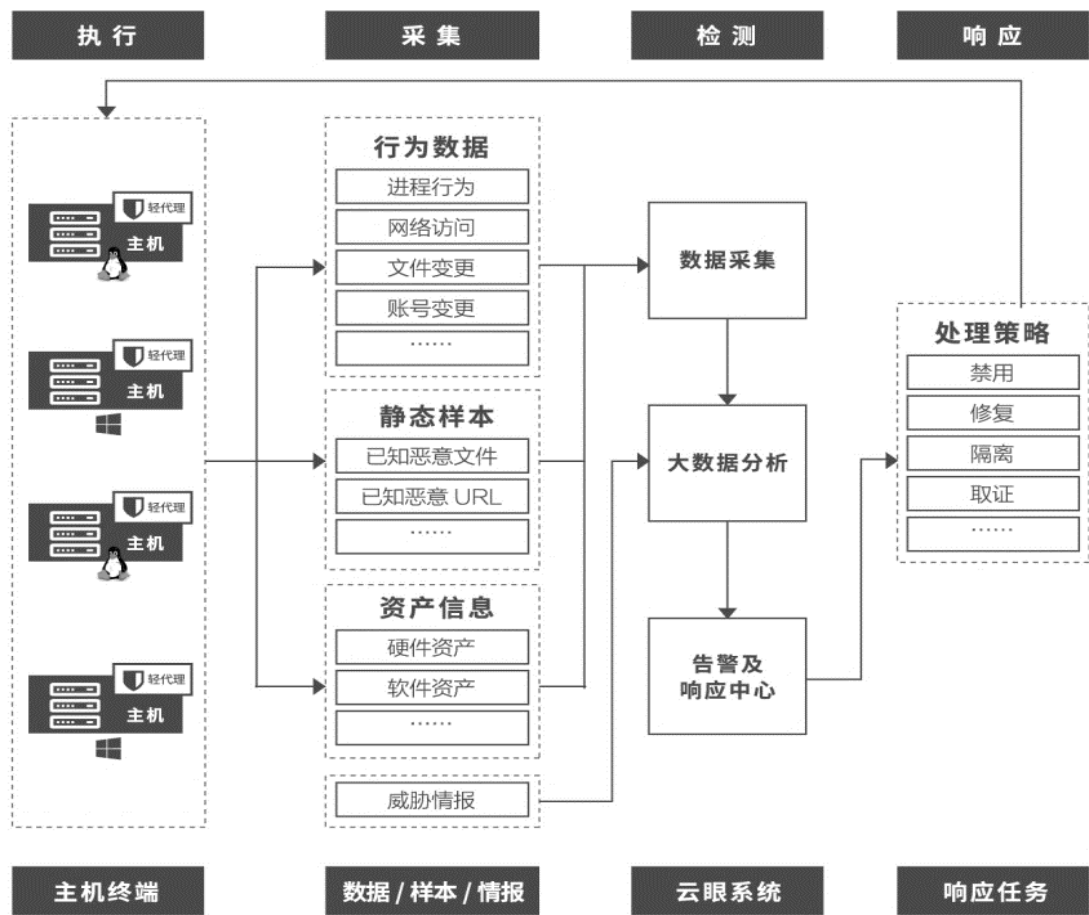 执行
采集
检测
响应
轻代理
主机
轻代理
主机
轻代理
主机
轻代理
主机
行为数据
进程行为
网络访问
文件变更
账号变更
……
静态样本
已知恶意文件
已知恶意 URL
……
资产信息
硬件资产
软件资产
……
威胁情报
数据采集
大数据分析
告警及
响应中心
处理策略
禁用
修复
隔离
取证
……
主机终端
数据 / 样本 / 情报
云眼系统
响应任务